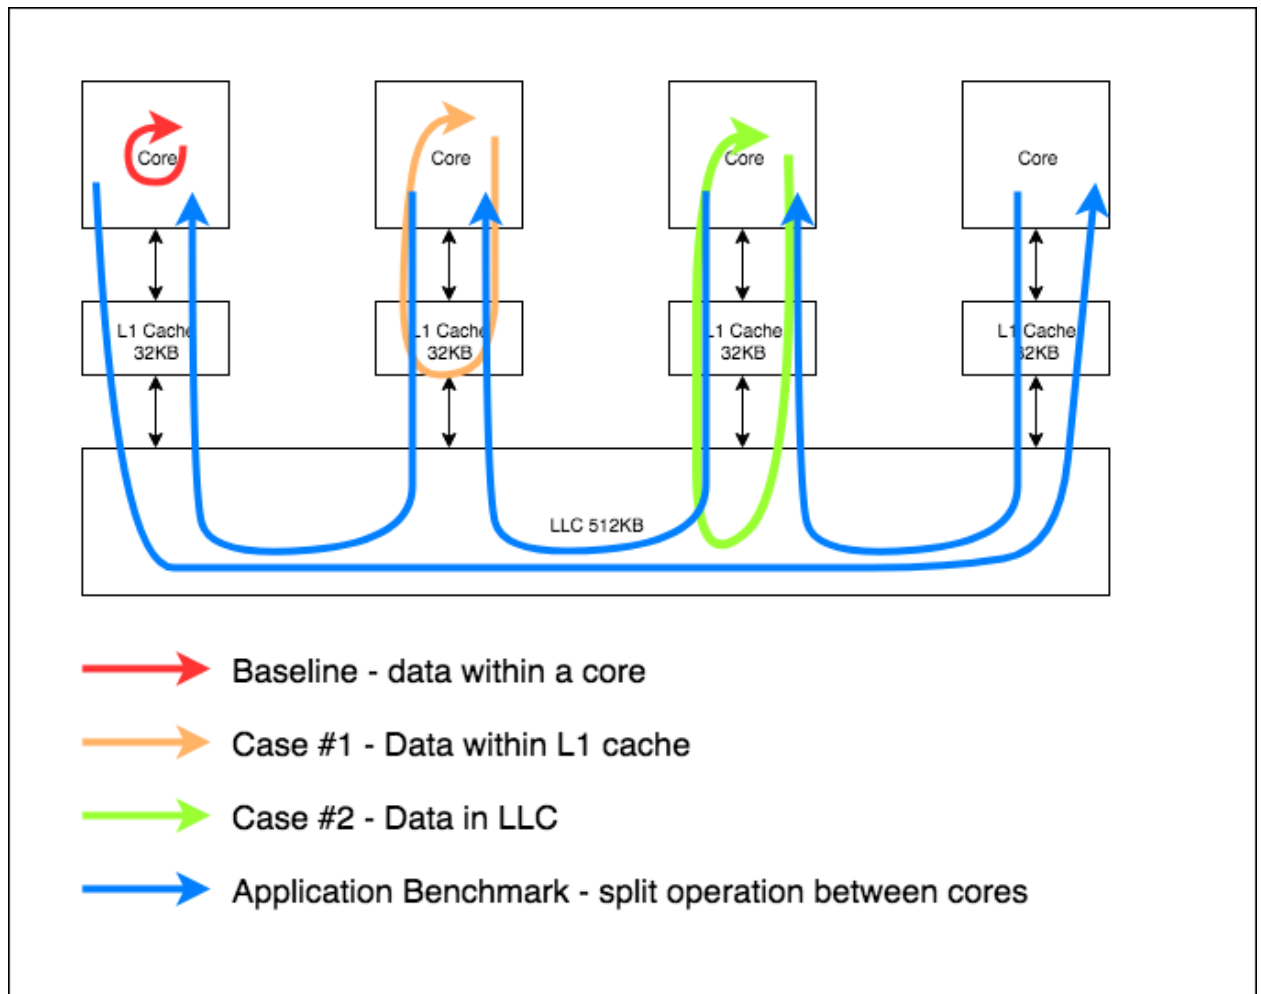 Core
Core
Core
Core
L1 Cache
32KB
L1 Cache
32KB
L1 Cache
32KB
L1 Cache
32KB
LLC 512KB
Baseline - data within a core
Case #1 - Data within L1 cache
Case #2 - Data in LLC
Application Benchmark - split operation between cores